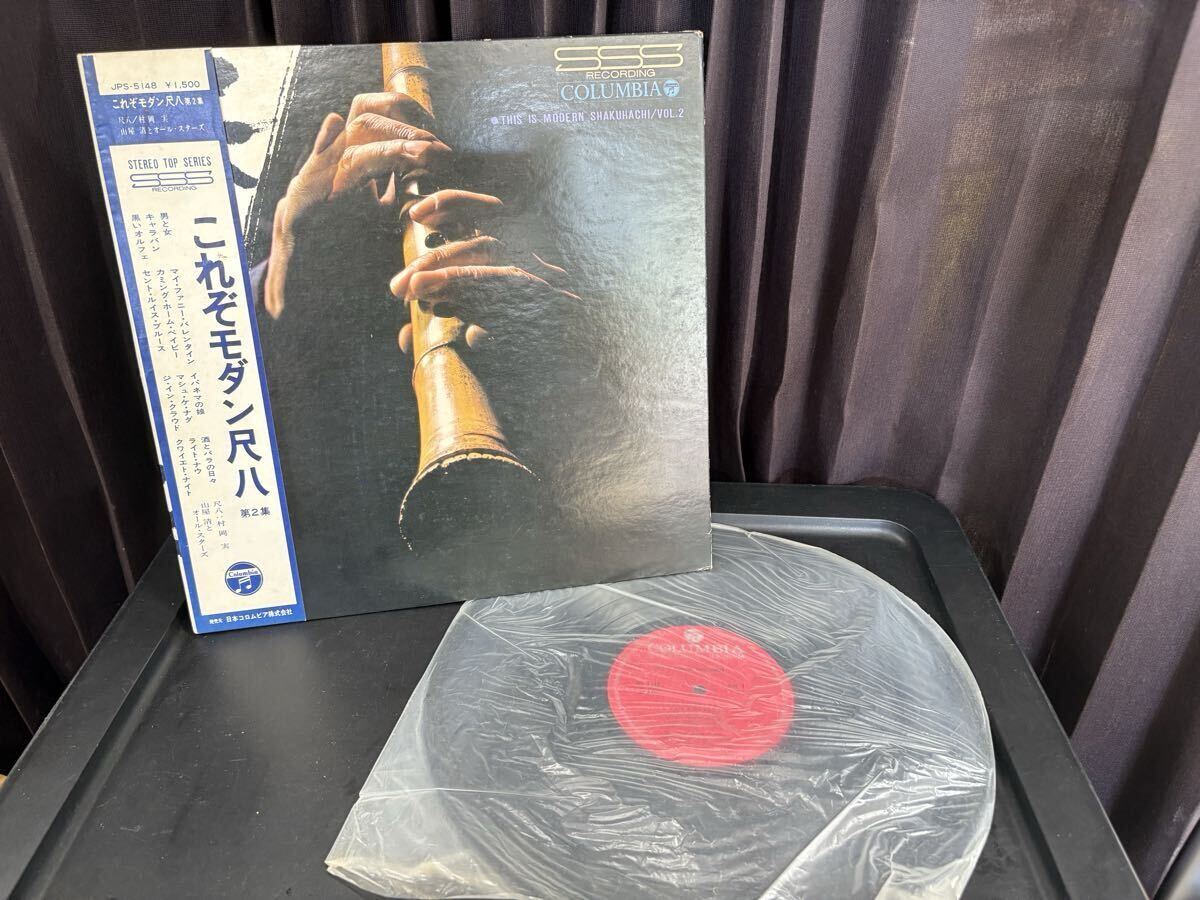 JPS-5148 ¥1,500
これぞモダン尺八第2集
尺八/村岡 実
山屋 清とオール・スターズ
STEREO TOP SERIES
SSS
RECORDING
これぞモダン尺八
第2集
男と女
キャラバン
黒いオルフェ
マイ・ファニー・バレンタイン
カミング・ホーム・ベイビー
セント・ルイス・ブルース
イパネマの娘
マシュ・ケ・ナダ
ジ・イン・クラウド
酒とバラの日々
ライト・ナウ
クワイエト・ナイト
尺八:村岡 実
山屋 清と
オール・スターズ
Columbia
発売元 日本コロムビア株式会社
SSS
RECORDING
COLUMBIA
THIS IS MODERN SHAKUHACHI/VOL.2
COLUMBIA